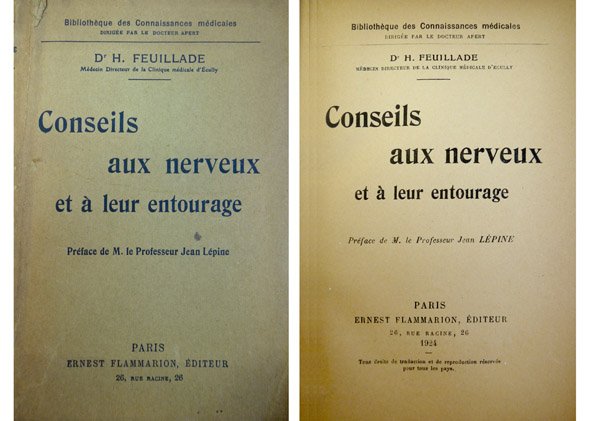 Bibliothèque des Connaissances médicales
DIRIGÉE PAR LE DOCTEUR APERT
Dr H. FEUILLADE
Médecin Directeur de la Clinique médicale d'Ecully
Conseils
aux nerveux
et à leur entourage
Préface de M. le Professeur Jean Lépine
PARIS
ERNEST FLAMMARION, ÉDITEUR
26, RUE RACINE, 26
Bibliothèque des Connaissances médicales
DIRIGÉE PAR LE DOCTEUR APERT
Dr H. FEUILLADE
MÉDECIN DIRECTEUR DE LA CLINIQUE MÉDICALE D'ÉCULLY
Conseils
aux nerveux
et à leur entourage
Préface de M. le Professeur Jean LÉPINE
PARIS
ERNEST FLAMMARION, ÉDITEUR
26, RUE RACINE, 26
1924
Tous droits de traduction et de reproduction réservés
pour tous les pays.